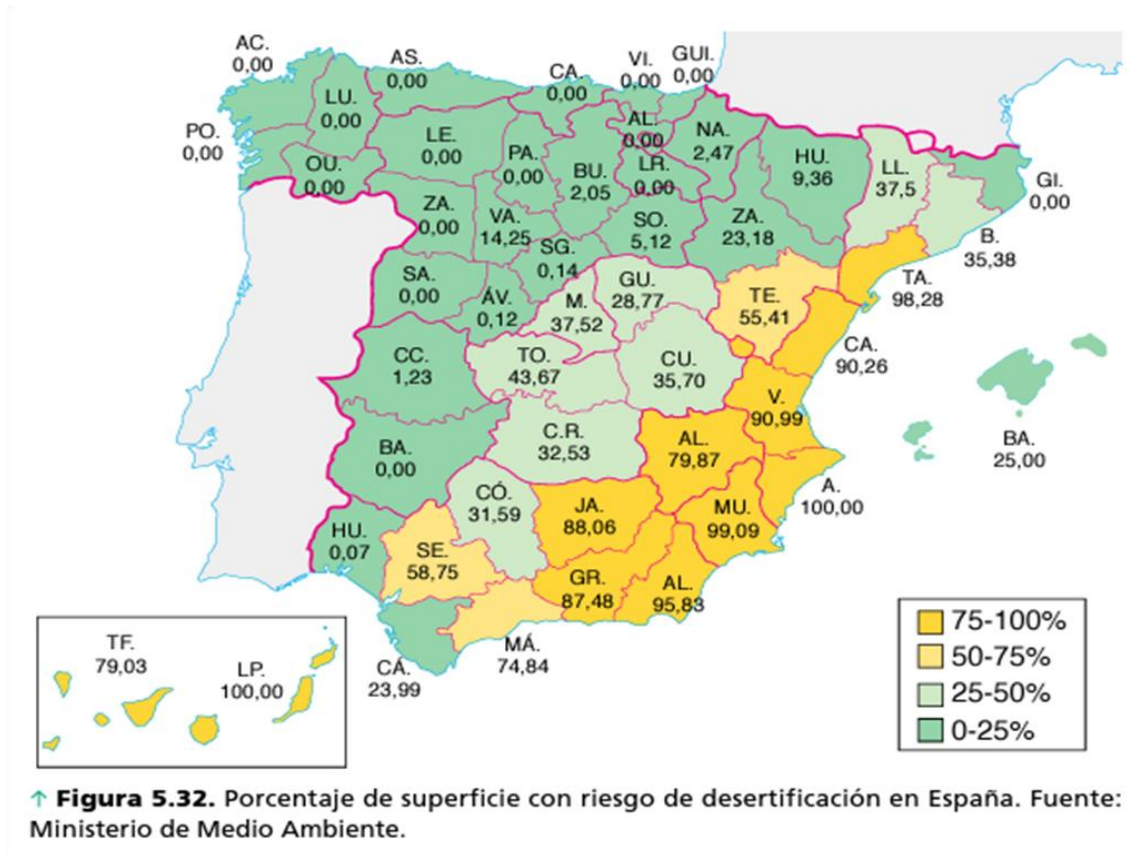 AC.
0,00
AS.
0,00
CA.
0,00
VI.
0,00
GUI.
0,00
LU.
0,00
PO.
0,00
OU.
0,00
LE.
0,00
PA.
0,00
BU.
2,05
AL.
0,00
LR.
0,00
NA.
2,47
HU.
9,36
LL.
37,5
GI.
0,00
B.
35,38
ZA.
0,00
VA.
14,25
SG.
0,14
SO.
5,12
ZA.
23,18
TA.
98,28
SA.
0,00
ÁV.
0,12
M.
37,52
GU.
28,77
TE.
55,41
CA.
90,26
CC.
1,23
TO.
43,67
CU.
35,70
V.
90,99
BA.
25,00
BA.
0,00
C.R.
32,53
AL.
79,87
A.
100,00
HU.
0,07
SE.
58,75
CÓ.
31,59
JA.
88,06
MU.
99,09
GR.
87,48
AL.
95,83
MÁ.
74,84
CÁ.
23,99
TF.
79,03
LP.
100,00
75-100%
50-75%
25-50%
0-25%
↑ Figura 5.32. Porcentaje de superficie con riesgo de desertificación en España. Fuente:
Ministerio de Medio Ambiente.